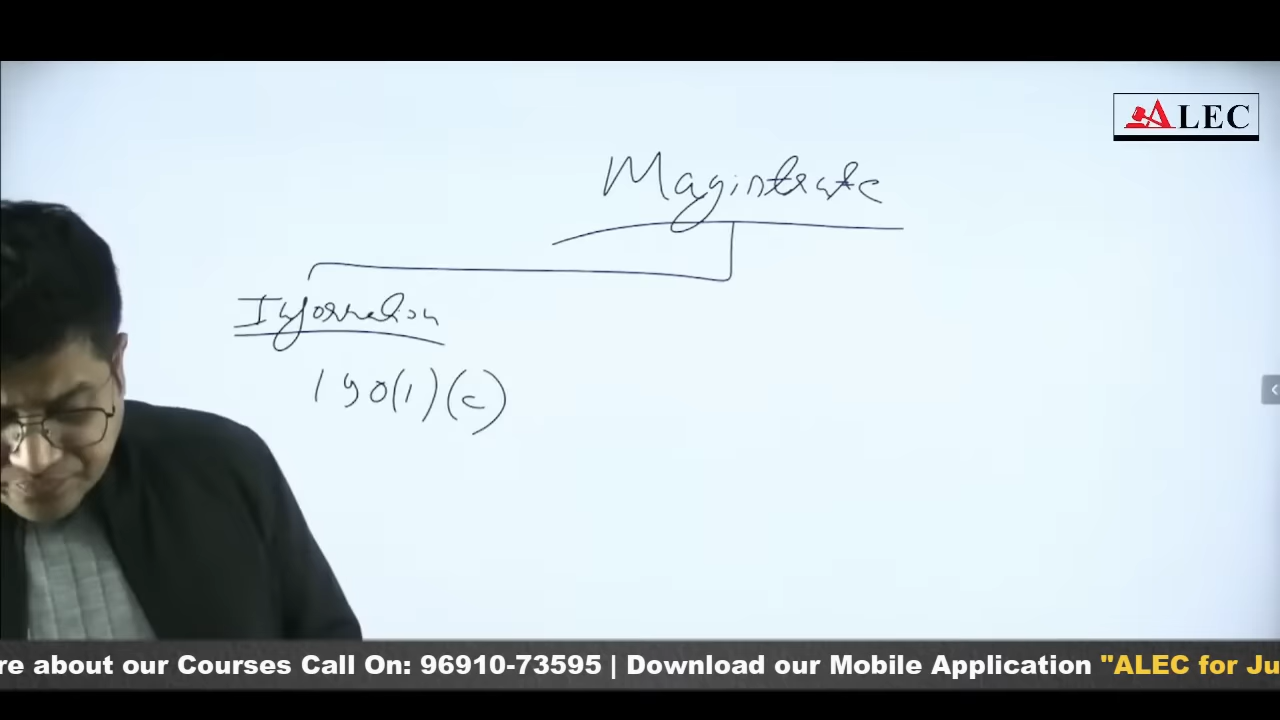 ALEC
Magistrate
Information
190(1)(c)
re about our Courses Call On: 96910-73595 | Download our Mobile Application "ALEC for Ju